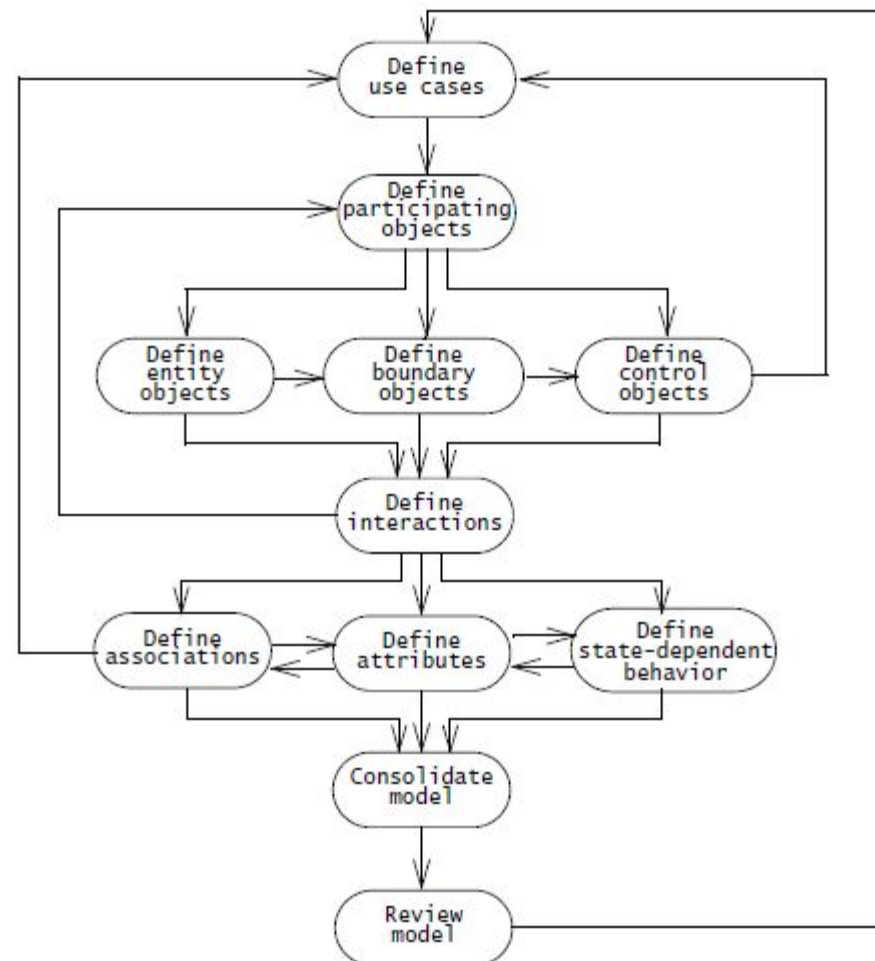 Define
use cases
Define
participating
objects
Define
entity
objects
Define
boundary
objects
Define
control
objects
Define
interactions
Define
associations
Define
attributes
Define
state-dependent
behavior
Consolidate
model
Review
model